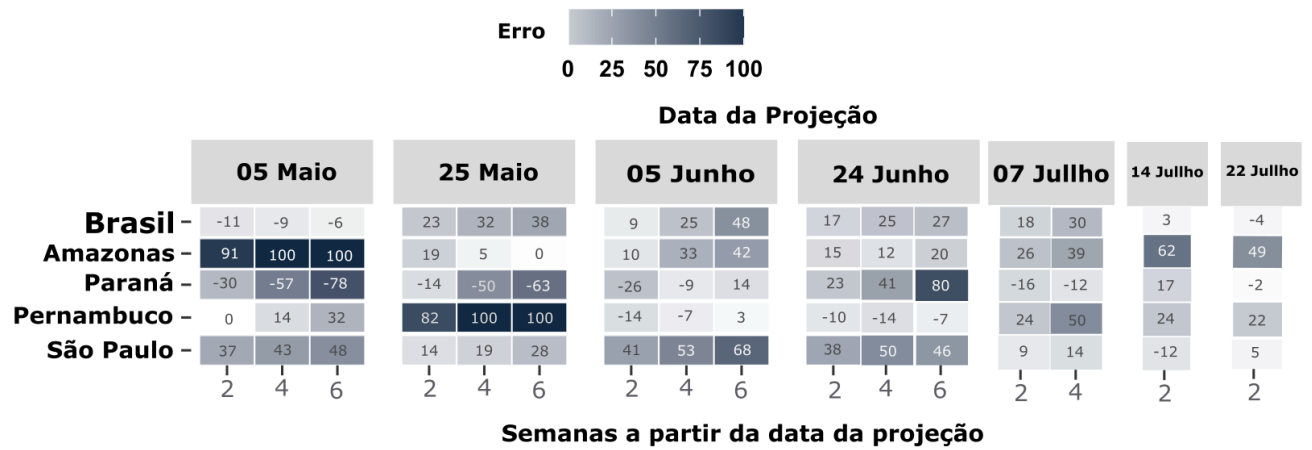 Erro
0 25 50 75 100
Data da Projeção
05 Maio 25 Maio 05 Junho 24 Junho 07 Jullho 14 Jullho 22 Jullho
Brasil -11 -9 -6 23 32 38 9 25 48 17 25 27 18 30 3 -4
Amazonas 91 100 100 19 5 0 10 33 42 15 12 20 26 39 62 49
Paraná -30 -57 -78 -14 -50 -63 -26 -9 14 23 41 80 -16 -12 17 -2
Pernambuco 0 14 32 82 100 100 -14 -7 3 -10 -14 -7 24 50 24 22
São Paulo 37 43 48 14 19 28 41 53 68 38 50 46 9 14 -12 5
2 4 6 2 4 6 2 4 6 2 4 6 2 4 2 2
Semanas a partir da data da projeção